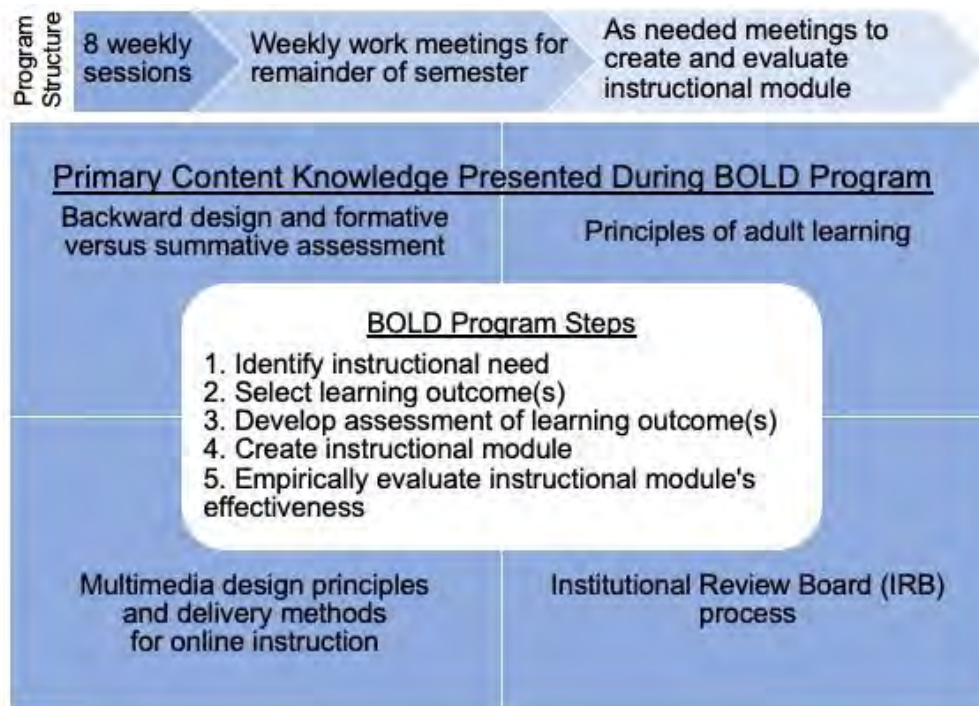 Program
Structure
8 weekly
sessions
Weekly work meetings for
remainder of semester
As needed meetings to
create and evaluate
instructional module
Primary Content Knowledge Presented During BOLD Program
Backward design and formative
versus summative assessment
Principles of adult learning
BOLD Program Steps
1. Identify instructional need
2. Select learning outcome(s)
3. Develop assessment of learning outcome(s)
4. Create instructional module
5. Empirically evaluate instructional module's
effectiveness
Multimedia design principles
and delivery methods
for online instruction
Institutional Review Board (IRB)
process